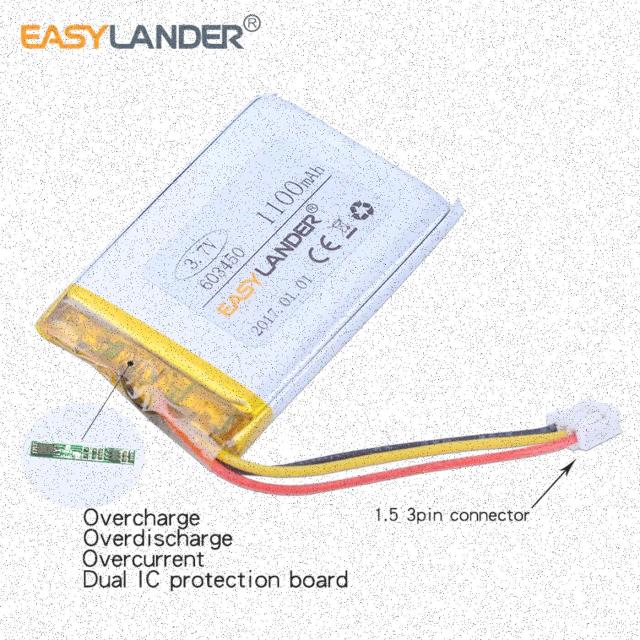 EASYLANDER®
3.7V
1100mAh
603450
EASYLANDER®
2017.01.01
CE
Overcharge
Overdischarge
Overcurrent
Dual IC protection board
1.5 3pin connector